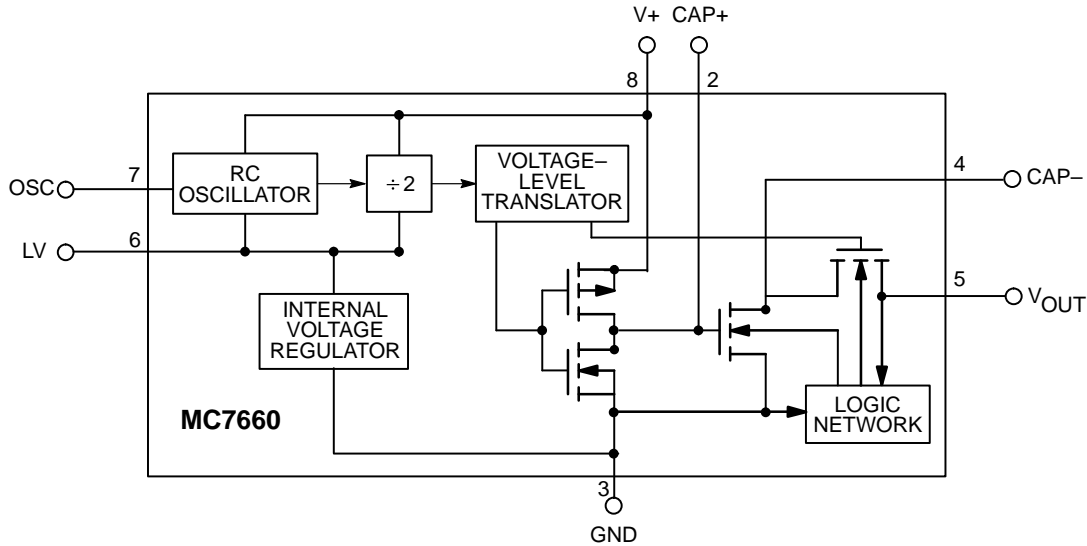 V+ CAP+
8 2
RC
OSCILLATOR
÷2
VOLTAGE–
LEVEL
TRANSLATOR
OSC 7
4 CAP–
LV 6
5 VOUT
INTERNAL
VOLTAGE
REGULATOR
MC7660
LOGIC
NETWORK
3
GND